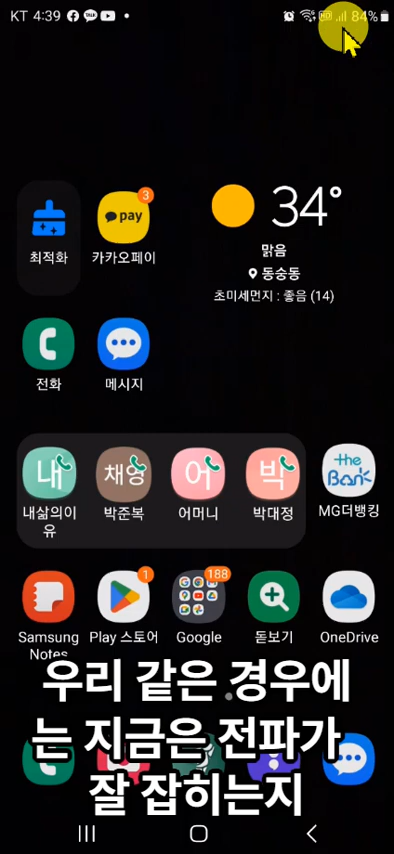 KT 4:39 TALK HD 84%
3
pay
34°
최적화 카카오페이
맑음
동숭동
초미세먼지 : 좋음 (14)
전화 메시지
내 채영 어 박 the Bank
내삶의이유 박준복 어머니 박대정 MG더뱅킹
1 188
Samsung Notes Play 스토어 Google 돋보기 OneDrive
우리 같은 경우에
는 지금은 전파가
잘 잡히는지